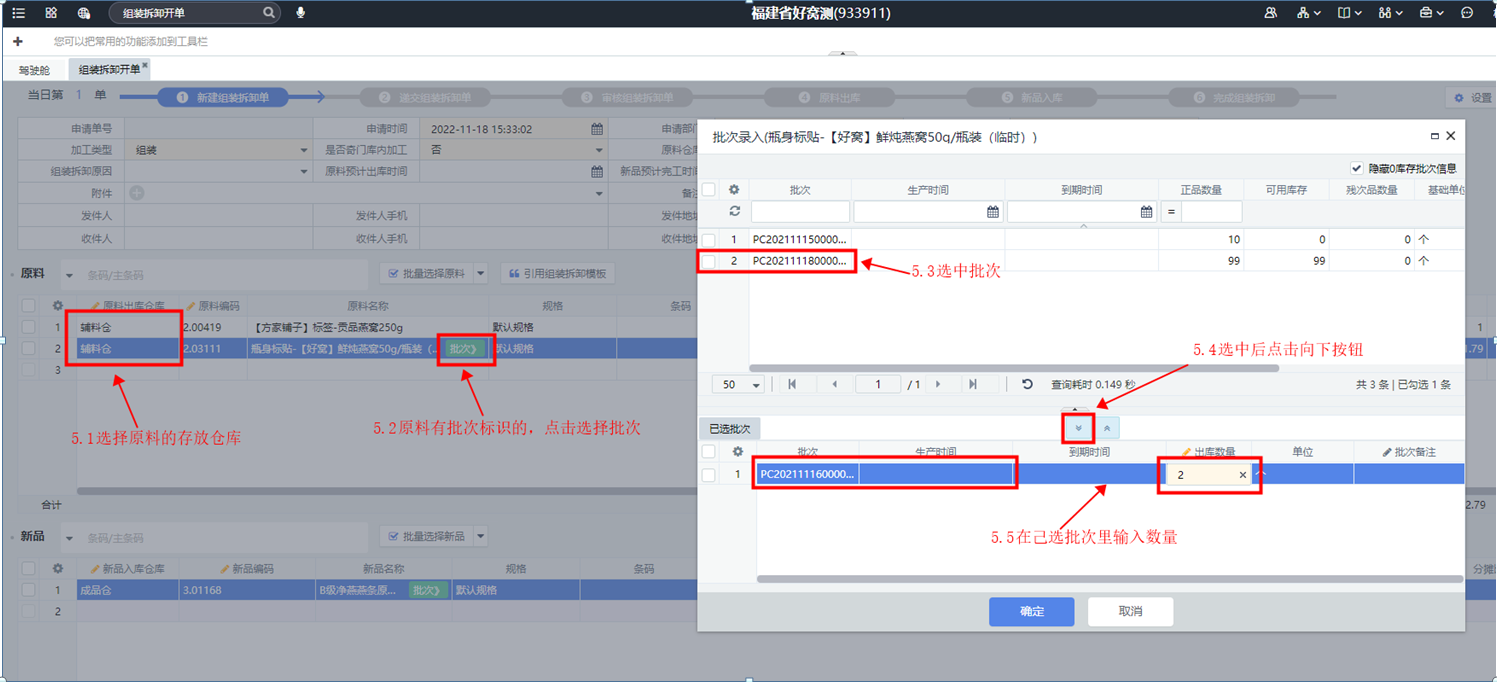 组装拆卸开单
福建省好窝测(933911)
您可以把常用的功能添加到工具栏
驾驶舱
组装拆卸开单
当日第 1 单
1 新建组装拆卸单
2 递交组装拆卸单
3 审核组装拆卸单
4 原料出库
5 新品入库
6 完成组装拆卸
设置
申请单号
申请时间 2022-11-18 15:33:02
申请部门
加工类型 组装
是否奇门库内加工 否
原料仓库
组装拆卸原因
原料预计出库时间
新品预计完工时间
附件
备注
发件人
发件人手机
发件地址
收件人
收件人手机
收件地址
原料
条码/主条码
批量选择原料
引用组装拆卸模板
原料出库仓库 原料编码 原料名称 规格 条码
1 辅料仓 2.00419 【方家铺子】标签-贡品燕窝250g 默认规格 1
2 辅料仓 2.03111 瓶身标贴-【好窝】鲜炖燕窝50g/瓶装（... 批次》 默认规格 1.79
3
5.1选择原料的存放仓库
5.2原料有批次标识的，点击选择批次
合计 2.79
新品
条码/主条码
批量选择新品
新品入库仓库 新品编码 新品名称 规格 条码 分摊
1 成品仓 3.01168 B级净燕燕条原... 批次》 默认规格
2
批次录入(瓶身标贴-【好窝】鲜炖燕窝50g/瓶装（临时）)
隐藏0库存批次信息
批次 生产时间 到期时间 正品数量 可用库存 残次品数量 基础单位
=
1 PC202111150000... 10 0 0 个
2 PC202111180000... 99 99 0 个
5.3选中批次
5.4选中后点击向下按钮
50 1 / 1 查询耗时 0.149 秒 共 3 条 | 已勾选 1 条
已选批次
批次 生产时间 到期时间 出库数量 单位 批次备注
1 PC202111160000... 2 × 个
5.5在己选批次里输入数量
确定
取消